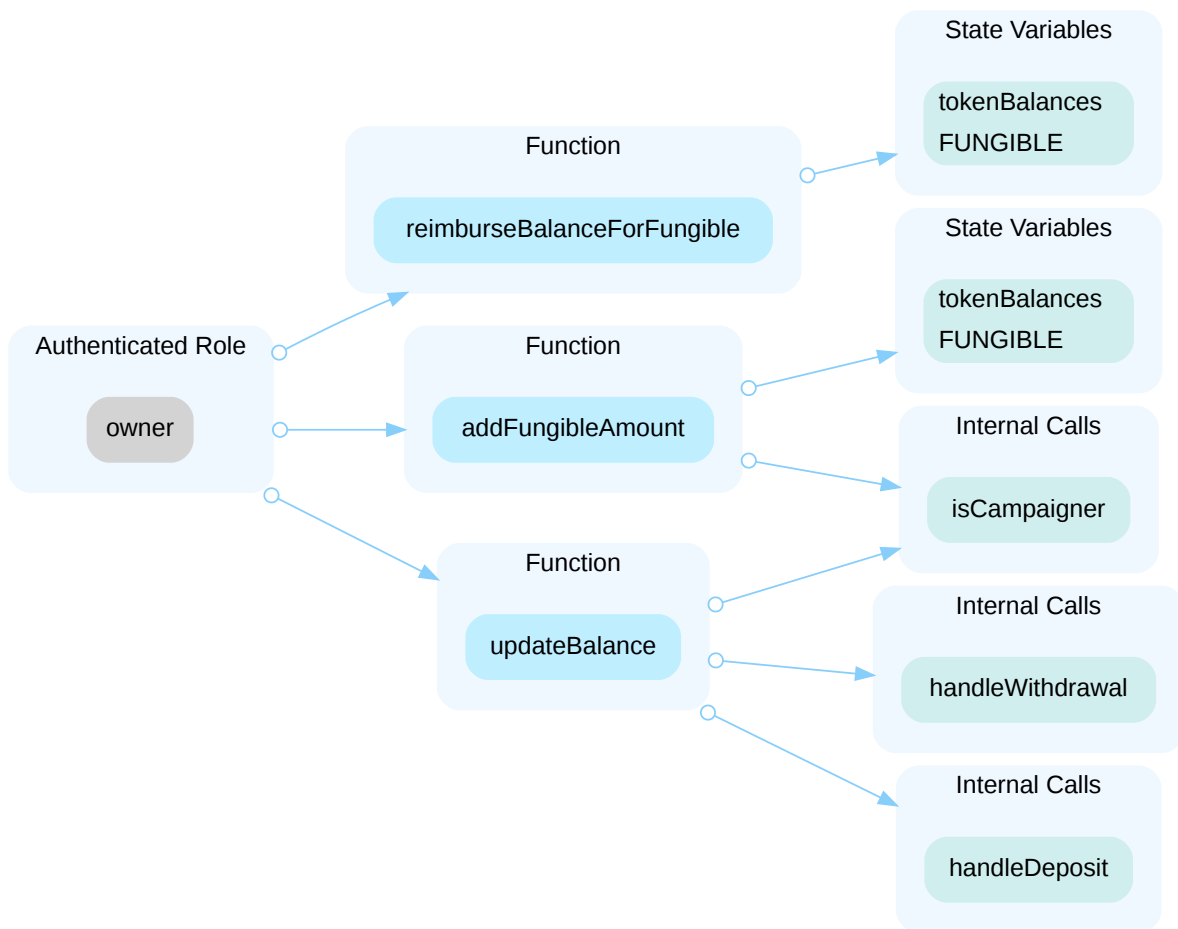 Authenticated Role
owner
Function
reimburseBalanceForFungible
Function
addFungibleAmount
Function
updateBalance
State Variables
tokenBalances
FUNGIBLE
State Variables
tokenBalances
FUNGIBLE
Internal Calls
isCampaigner
Internal Calls
handleWithdrawal
Internal Calls
handleDeposit